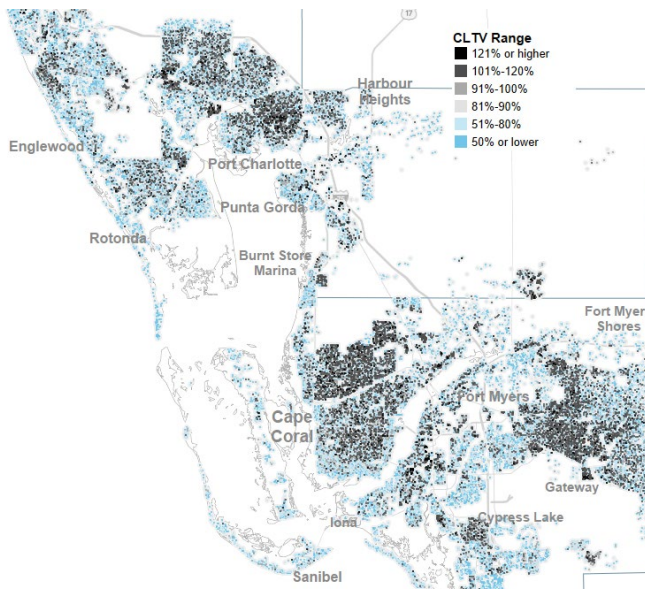 17
CLTV Range
121% or higher
101%-120%
91%-100%
81%-90%
51%-80%
50% or lower
Harbour
Heights
Englewood
Port Charlotte
Punta Gorda
Rotonda
Burnt Store
Marina
Fort Myer
Shores
Port Myers
Cape
Coral
Gateway
Iona
Cypress Lake
Sanibel